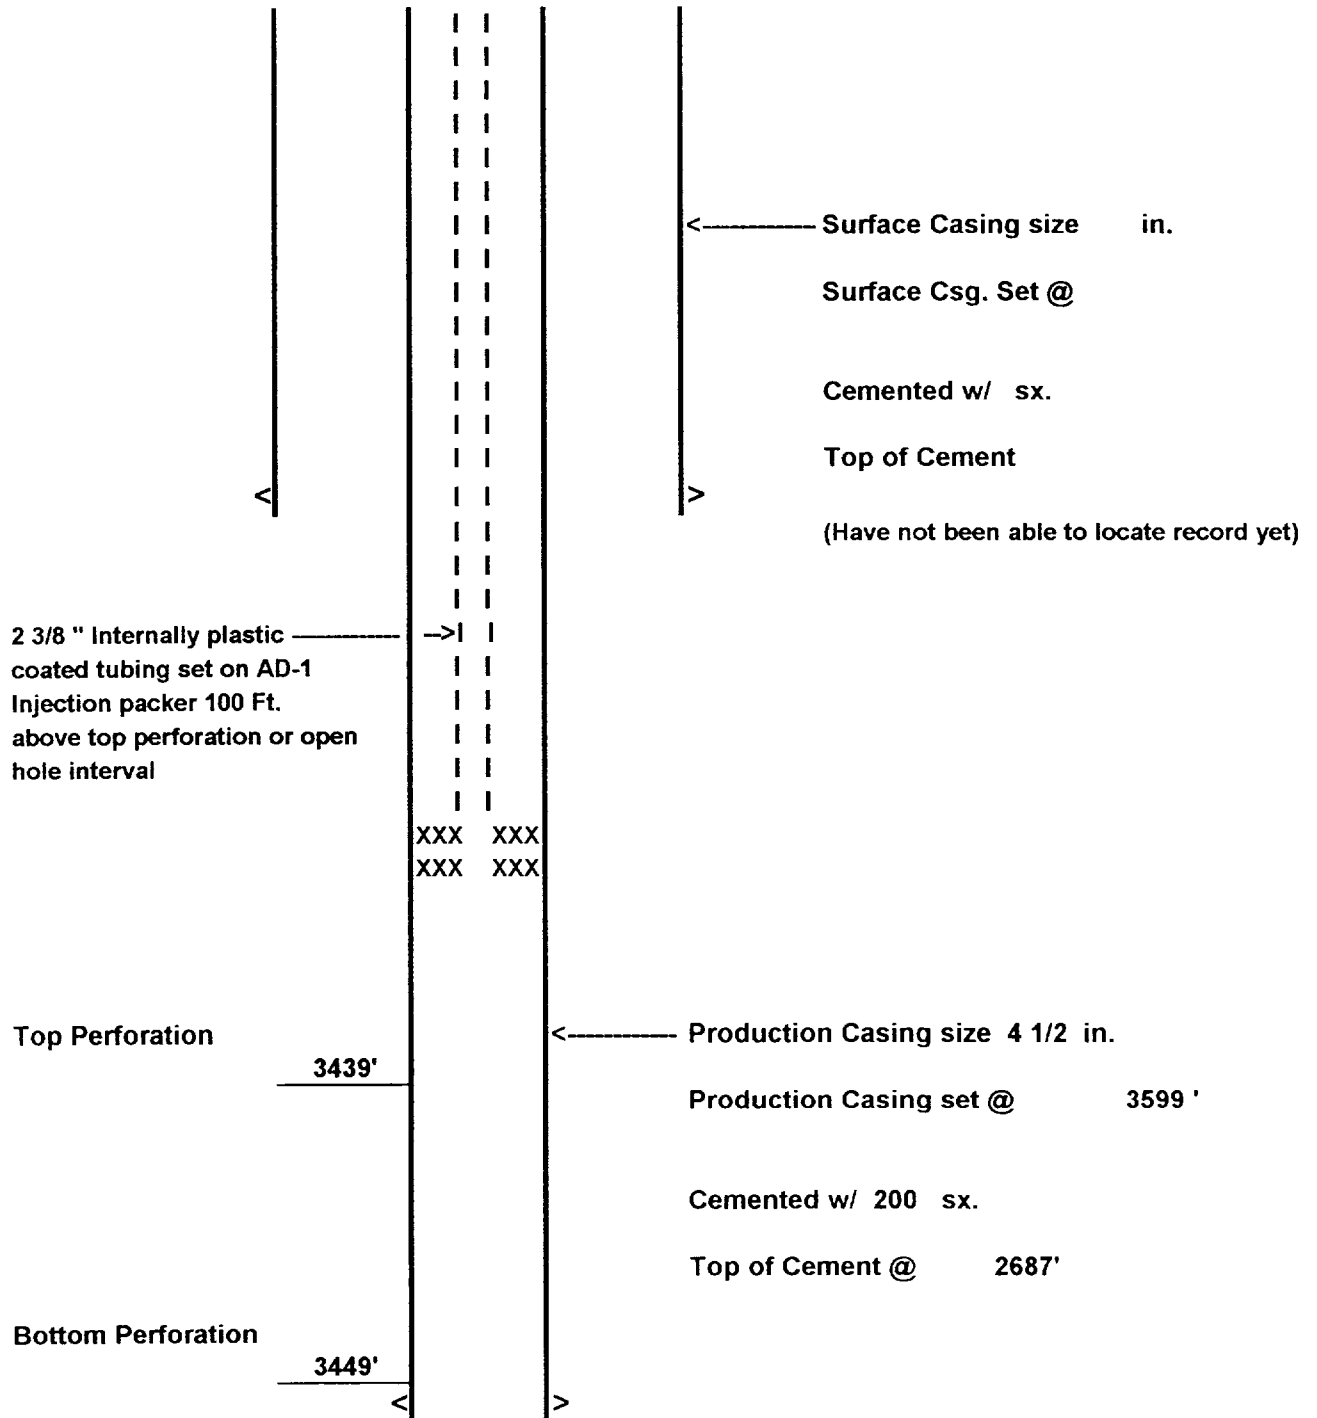 <---------- Surface Casing size in.
Surface Csg. Set @
Cemented w/ sx.
Top of Cement
< >
(Have not been able to locate record yet)
2 3/8 " Internally plastic ---------- -->
coated tubing set on AD-1
Injection packer 100 Ft.
above top perforation or open
hole interval
XXX XXX
XXX XXX
Top Perforation
3439'
<---------- Production Casing size 4 1/2 in.
Production Casing set @ 3599 '
Cemented w/ 200 sx.
Top of Cement @ 2687'
Bottom Perforation
3449'
< >